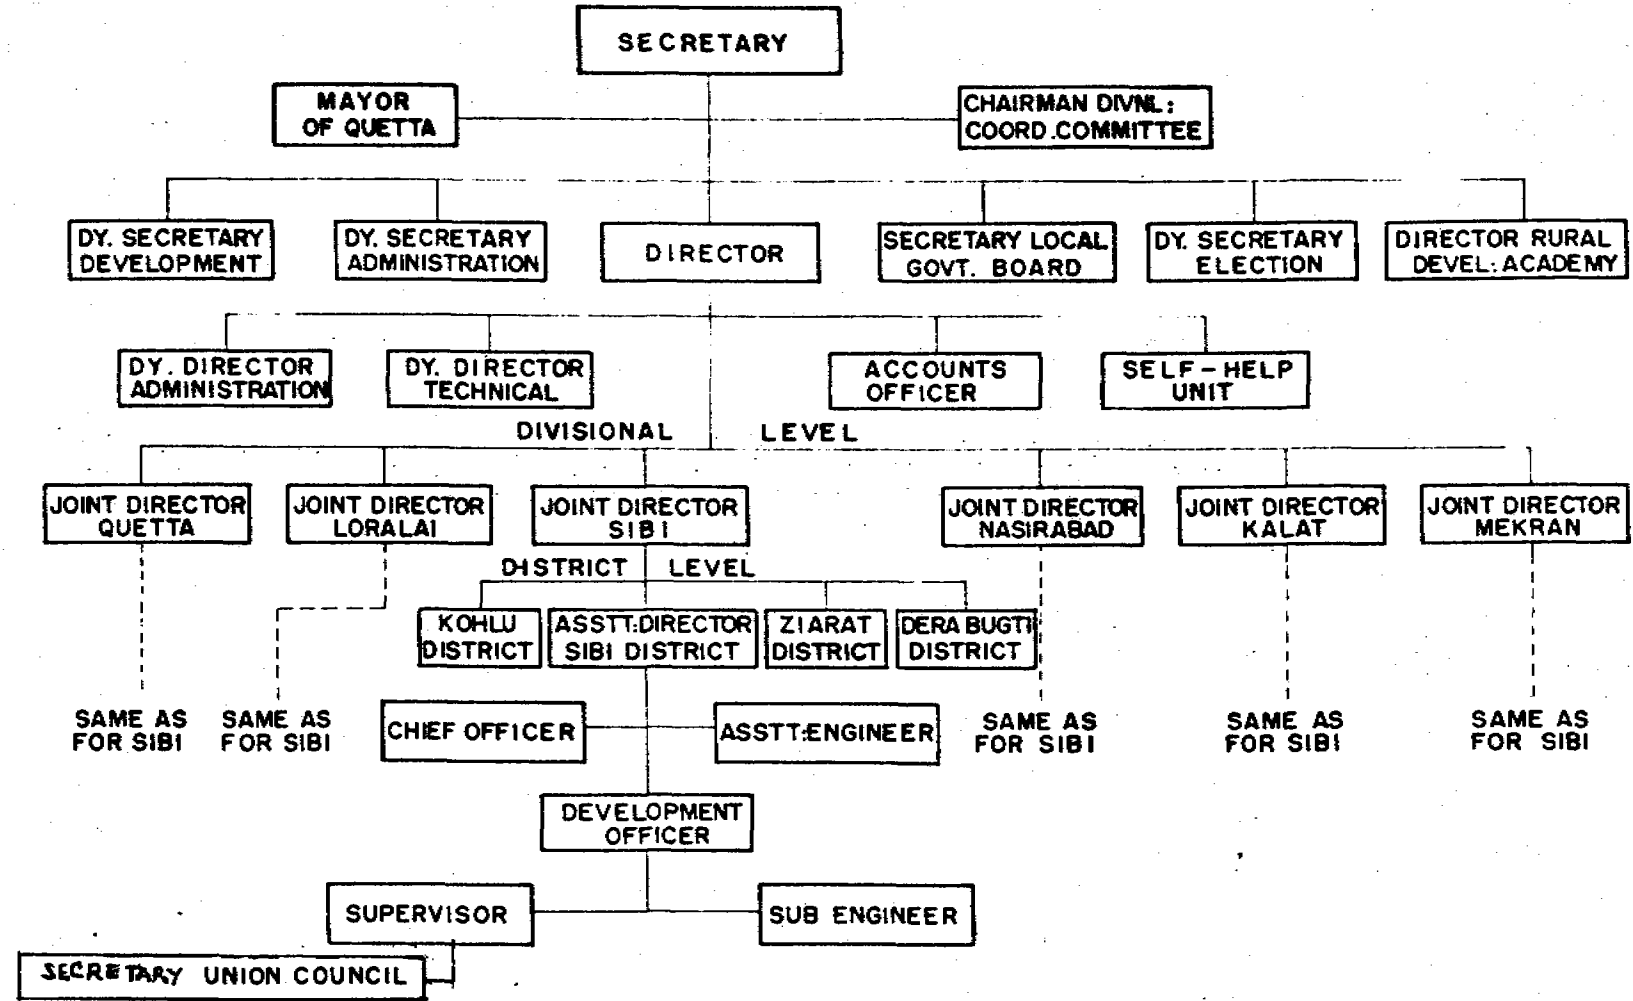 SECRETARY
MAYOR
OF QUETTA
CHAIRMAN DIVNL:
COORD.COMMITTEE
DY. SECRETARY
DEVELOPMENT
DY. SECRETARY
ADMINISTRATION
DIRECTOR
SECRETARY LOCAL
GOVT. BOARD
DY. SECRETARY
ELECTION
DIRECTOR RURAL
DEVEL: ACADEMY
DY. DIRECTOR
ADMINISTRATION
DY. DIRECTOR
TECHNICAL
ACCOUNTS
OFFICER
SELF-HELP
UNIT
DIVISIONAL LEVEL
JOINT DIRECTOR
QUETTA
JOINT DIRECTOR
LORALAI
JOINT DIRECTOR
SIBI
JOINT DIRECTOR
NASIRABAD
JOINT DIRECTOR
KALAT
JOINT DIRECTOR
MEKRAN
DISTRICT LEVEL
KOHLU
DISTRICT
ASSTT:DIRECTOR
SIBI DISTRICT
ZIARAT
DISTRICT
DERA BUGTI
DISTRICT
SAME AS
FOR SIBI
SAME AS
FOR SIBI
CHIEF OFFICER
ASSTT:ENGINEER
SAME AS
FOR SIBI
SAME AS
FOR SIBI
SAME AS
FOR SIBI
DEVELOPMENT
OFFICER
SUPERVISOR
SUB ENGINEER
SECRETARY UNION COUNCIL